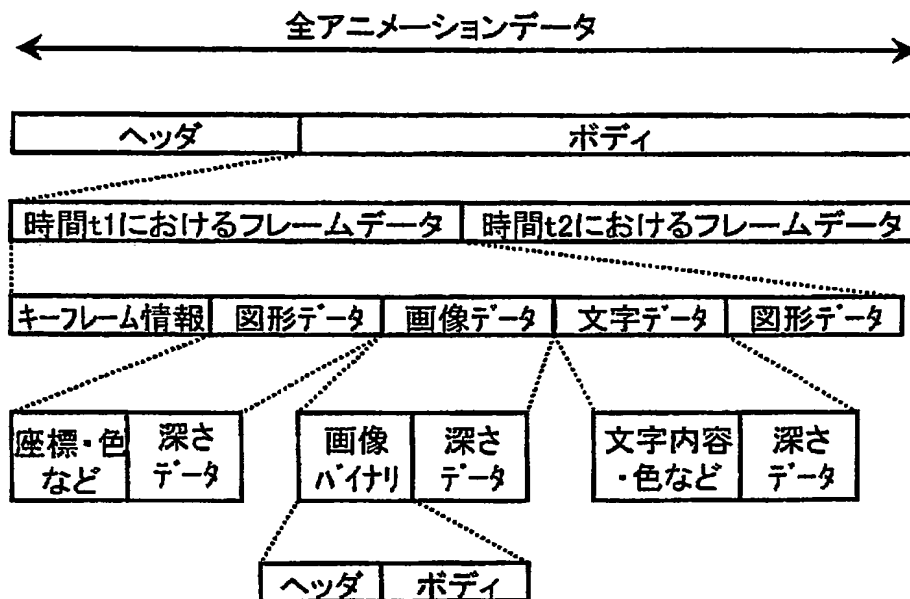 全アニメーションデータ
ヘッダ ボディ
時間t1におけるフレームデータ 時間t2におけるフレームデータ
キーフレーム情報 図形データ 画像データ 文字データ 図形データ
座標・色
など
深さ
データ
画像
バイナリ
深さ
データ
文字内容
・色など
深さ
データ
ヘッダ ボディ